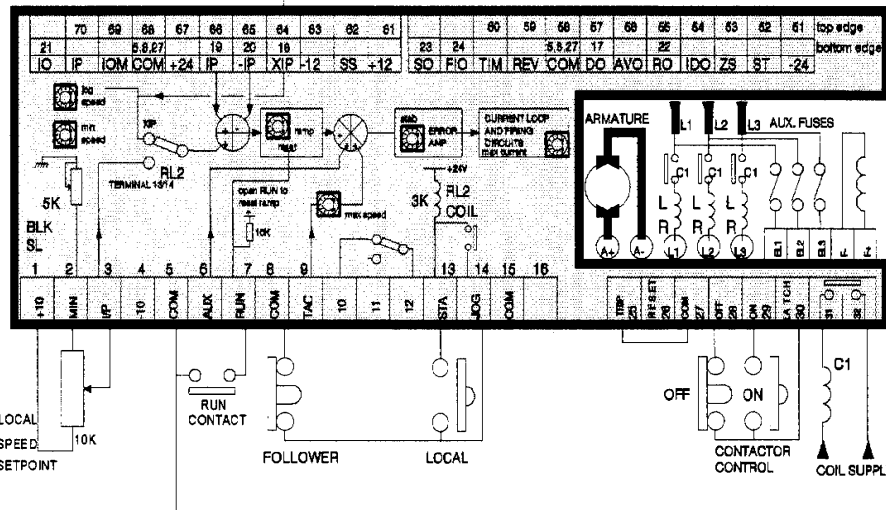 70 69 68 67 66 65 64 63 62 61 60 59 58 57 56 55 54 53 52 51 top edge
21 5,8,27 19 20 18 23 24 5,8,27 17 22 bottom edge
IO IP IOM COM +24 IP -IP XIP -12 SS +12 SO FIO TIM REV COM DO AVO RO IDO ZS ST -24
jog
speed
min
speed
XIP
RL2
TERMINAL 13/14
5K
BLK
SL
ramp
reset
open RUN to
reset ramp
10K
max speed
stab
ERROR
AMP
+24V
3K
RL2
COIL
CURRENT LOOP
AND FIRING
CIRCUITS
max current
ARMATURE
L1 L2 L3 AUX. FUSES
C1 C1 C1
L L L
R R R
A+ A- L1 L2 L3 EL1 EL2 EL3 F- F+
1 2 3 4 5 6 7 8 9 10 11 12 13 14 15 16
+10 MIN I/P -10 COM AUX RUN COM TAC STA JOG COM
TRIP RESET COM OFF ON LATCH
25 26 27 28 29 30 31 32
LOCAL
SPEED
SETPOINT
10K
RUN
CONTACT
FOLLOWER
LOCAL
OFF
ON
CONTACTOR
CONTROL
C1
COIL SUPPL